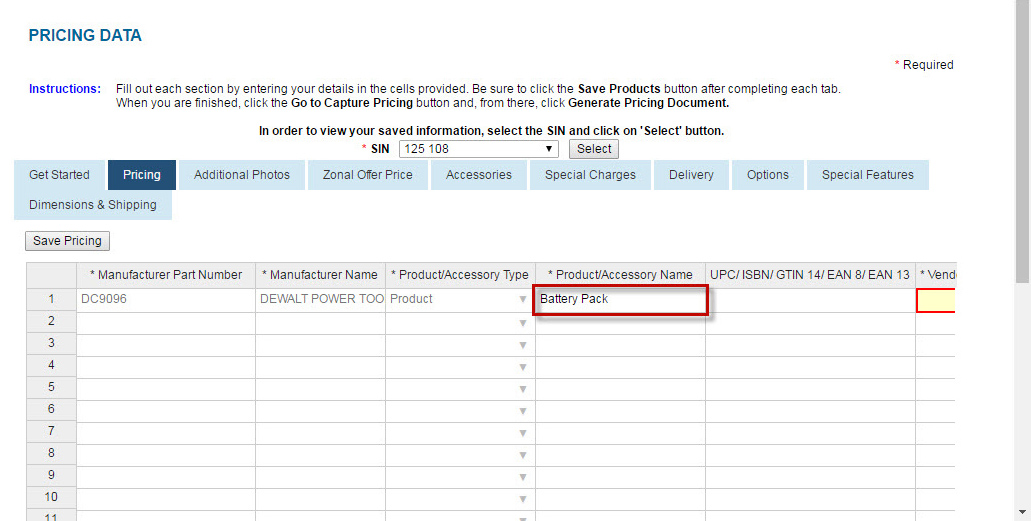 PRICING DATA
* Required
Instructions: Fill out each section by entering your details in the cells provided. Be sure to click the Save Products button after completing each tab.
When you are finished, click the Go to Capture Pricing button and, from there, click Generate Pricing Document.
In order to view your saved information, select the SIN and click on 'Select' button.
* SIN 125 108 Select
Get Started Pricing Additional Photos Zonal Offer Price Accessories Special Charges Delivery Options Special Features
Dimensions & Shipping
Save Pricing
* Manufacturer Part Number * Manufacturer Name * Product/Accessory Type * Product/Accessory Name UPC/ ISBN/ GTIN 14/ EAN 8/ EAN 13 * Vend
1 DC9096 DEWALT POWER TOO Product Battery Pack
2
3
4
5
6
7
8
9
10
11